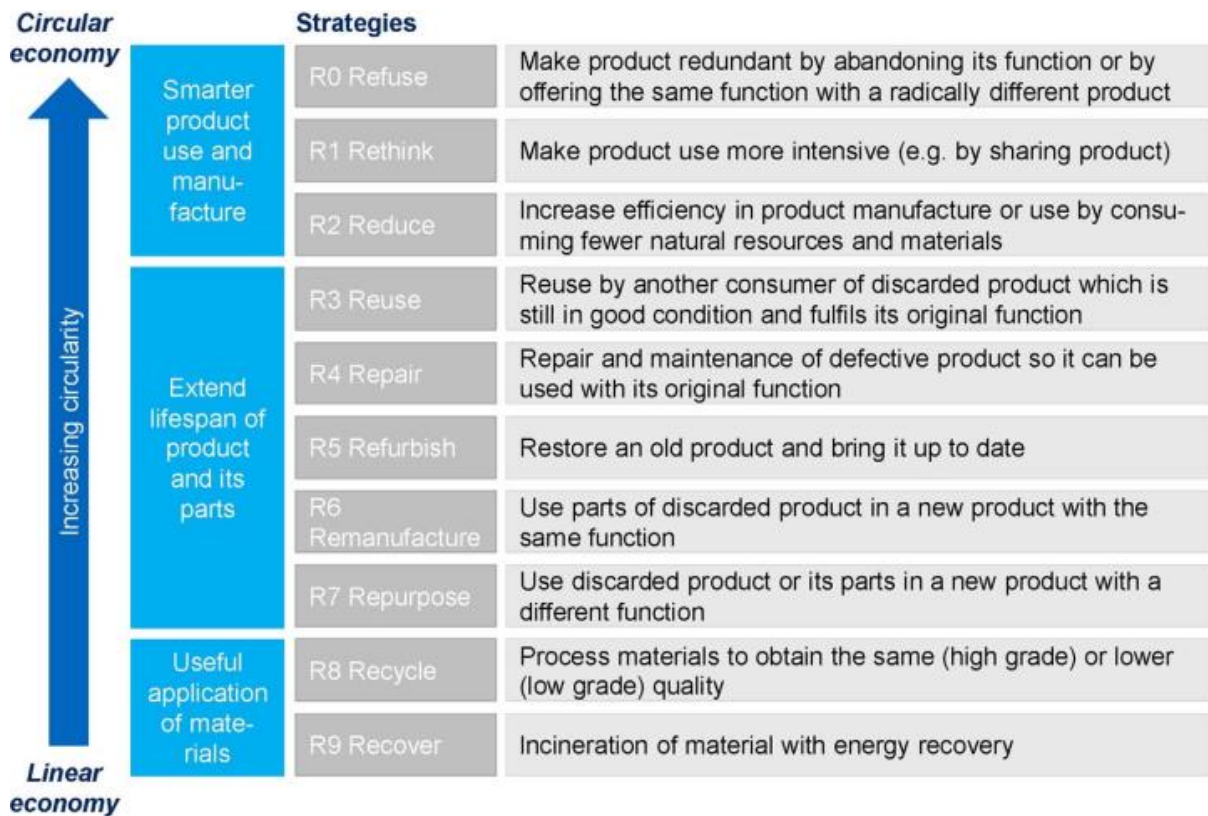 Circular
economy
Strategies
Smarter
product
use and
manu-
facture
R0 Refuse
Make product redundant by abandoning its function or by
offering the same function with a radically different product
R1 Rethink
Make product use more intensive (e.g. by sharing product)
R2 Reduce
Increase efficiency in product manufacture or use by consu-
ming fewer natural resources and materials
Increasing circularity
Extend
lifespan of
product
and its
parts
R3 Reuse
Reuse by another consumer of discarded product which is
still in good condition and fulfils its original function
R4 Repair
Repair and maintenance of defective product so it can be
used with its original function
R5 Refurbish
Restore an old product and bring it up to date
R6
Remanufacture
Use parts of discarded product in a new product with the
same function
R7 Repurpose
Use discarded product or its parts in a new product with a
different function
Useful
application
of mate-
rials
R8 Recycle
Process materials to obtain the same (high grade) or lower
(low grade) quality
R9 Recover
Incineration of material with energy recovery
Linear
economy